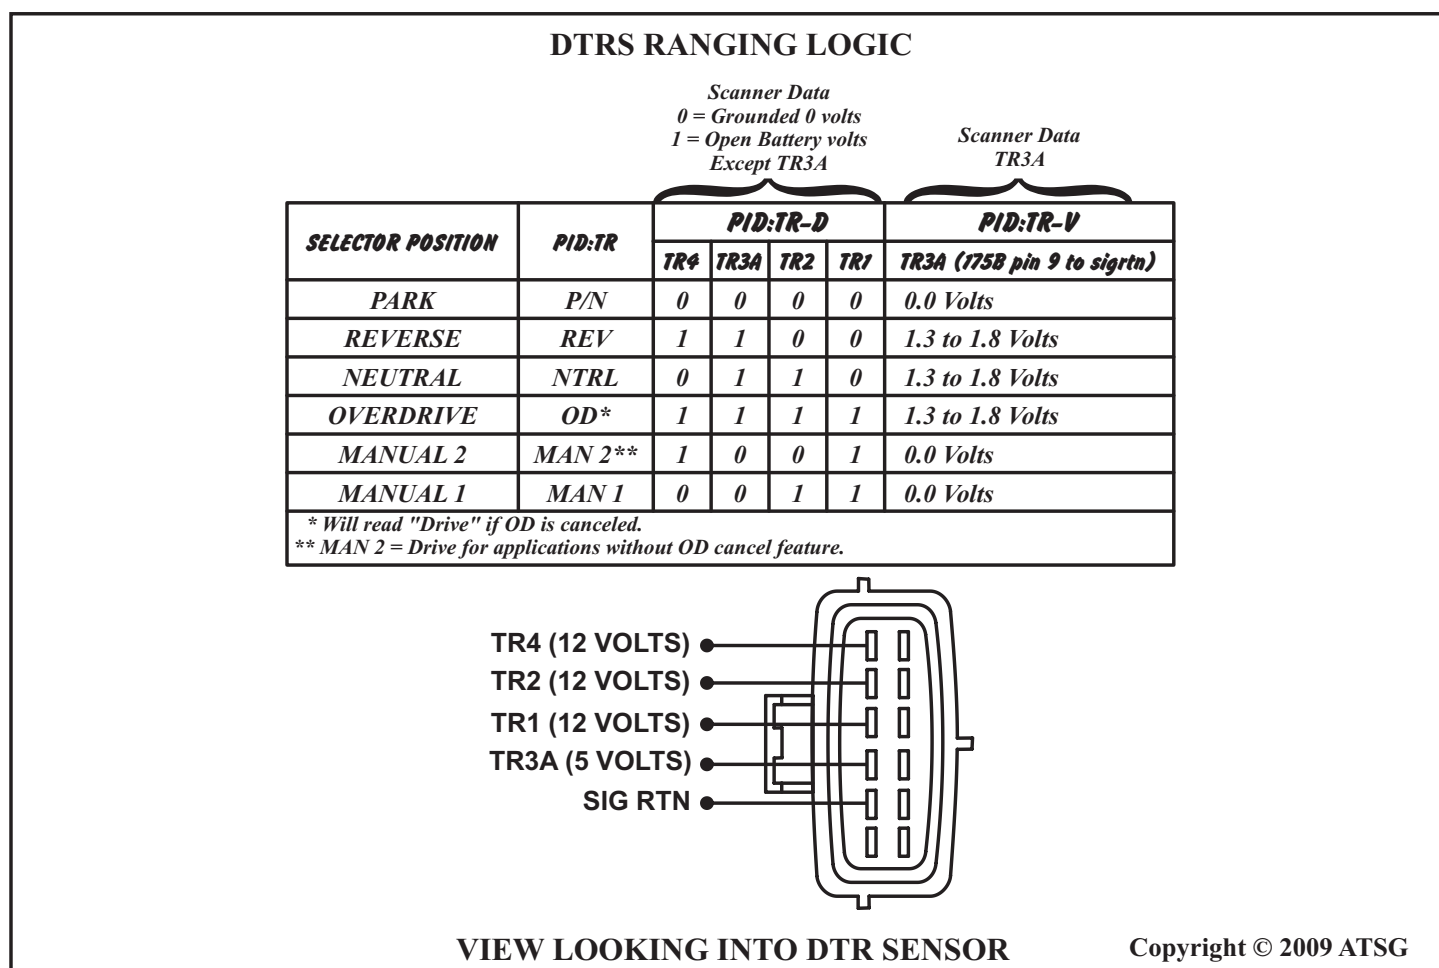 DTRS RANGING LOGIC
Scanner Data
0 = Grounded 0 volts
1 = Open Battery volts
Except TR3A
Scanner Data
TR3A
SELECTOR POSITION PID:TR PID:TR-D PID:TR-V
TR4 TR3A TR2 TR1 TR3A (175B pin 9 to sigrtn)
PARK P/N 0 0 0 0 0.0 Volts
REVERSE REV 1 1 0 0 1.3 to 1.8 Volts
NEUTRAL NTRL 0 1 1 0 1.3 to 1.8 Volts
OVERDRIVE OD* 1 1 1 1 1.3 to 1.8 Volts
MANUAL 2 MAN 2** 1 0 0 1 0.0 Volts
MANUAL 1 MAN 1 0 0 1 1 0.0 Volts
* Will read "Drive" if OD is canceled.
** MAN 2 = Drive for applications without OD cancel feature.
TR4 (12 VOLTS)
TR2 (12 VOLTS)
TR1 (12 VOLTS)
TR3A (5 VOLTS)
SIG RTN
VIEW LOOKING INTO DTR SENSOR
Copyright © 2009 ATSG